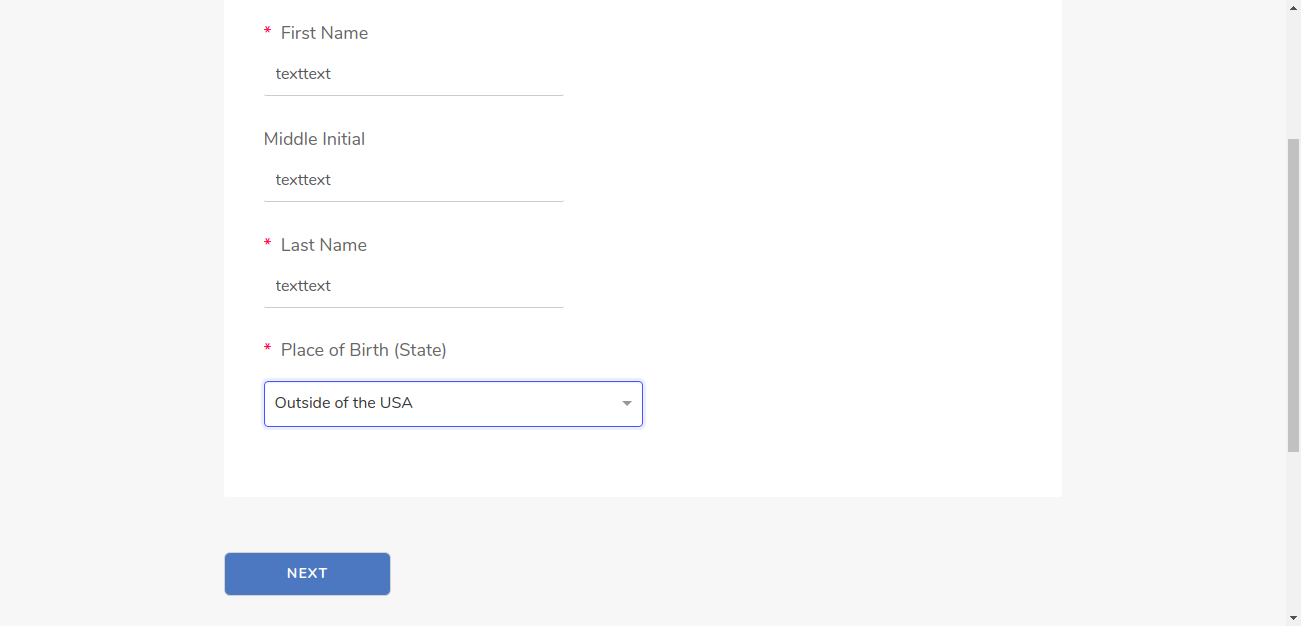 * First Name
texttext
Middle Initial
texttext
* Last Name
texttext
* Place of Birth (State)
Outside of the USA
NEXT